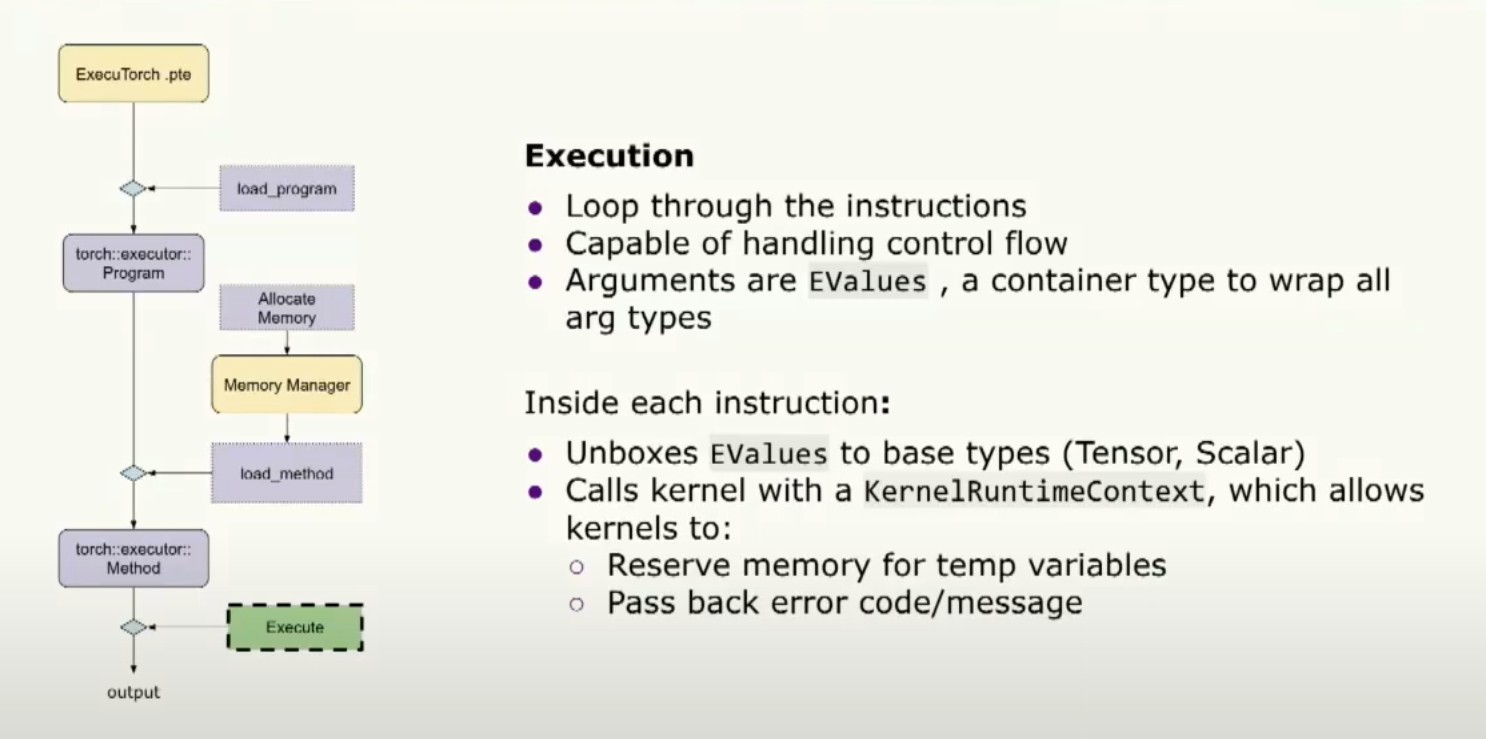 ExecuTorch .pte
load_program
torch::executor::
Program
Allocate
Memory
Memory Manager
load_method
torch::executor::
Method
Execute
output
Execution
● Loop through the instructions
● Capable of handling control flow
● Arguments are EValues , a container type to wrap all
arg types
Inside each instruction:
● Unboxes EValues to base types (Tensor, Scalar)
● Calls kernel with a KernelRuntimeContext, which allows
kernels to:
○ Reserve memory for temp variables
○ Pass back error code/message